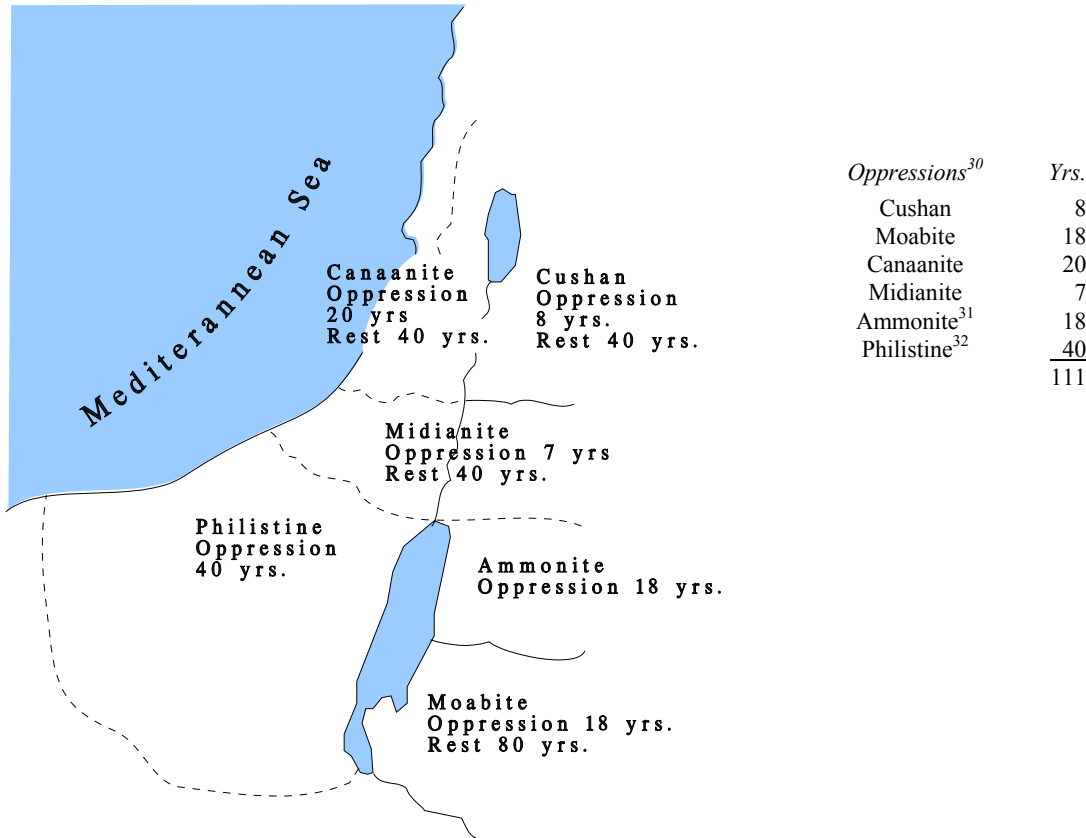 Mediterannean Sea
Canaanite
Oppression
20 yrs
Rest 40 yrs.
Cushan
Oppression
8 yrs.
Rest 40 yrs.
Midianite
Oppression 7 yrs
Rest 40 yrs.
Philistine
Oppression
40 yrs.
Ammonite
Oppression 18 yrs.
Moabite
Oppression 18 yrs.
Rest 80 yrs.
Oppressions30 Yrs.
Cushan 8
Moabite 18
Canaanite 20
Midianite 7
Ammonite31 18
Philistine32 40
111